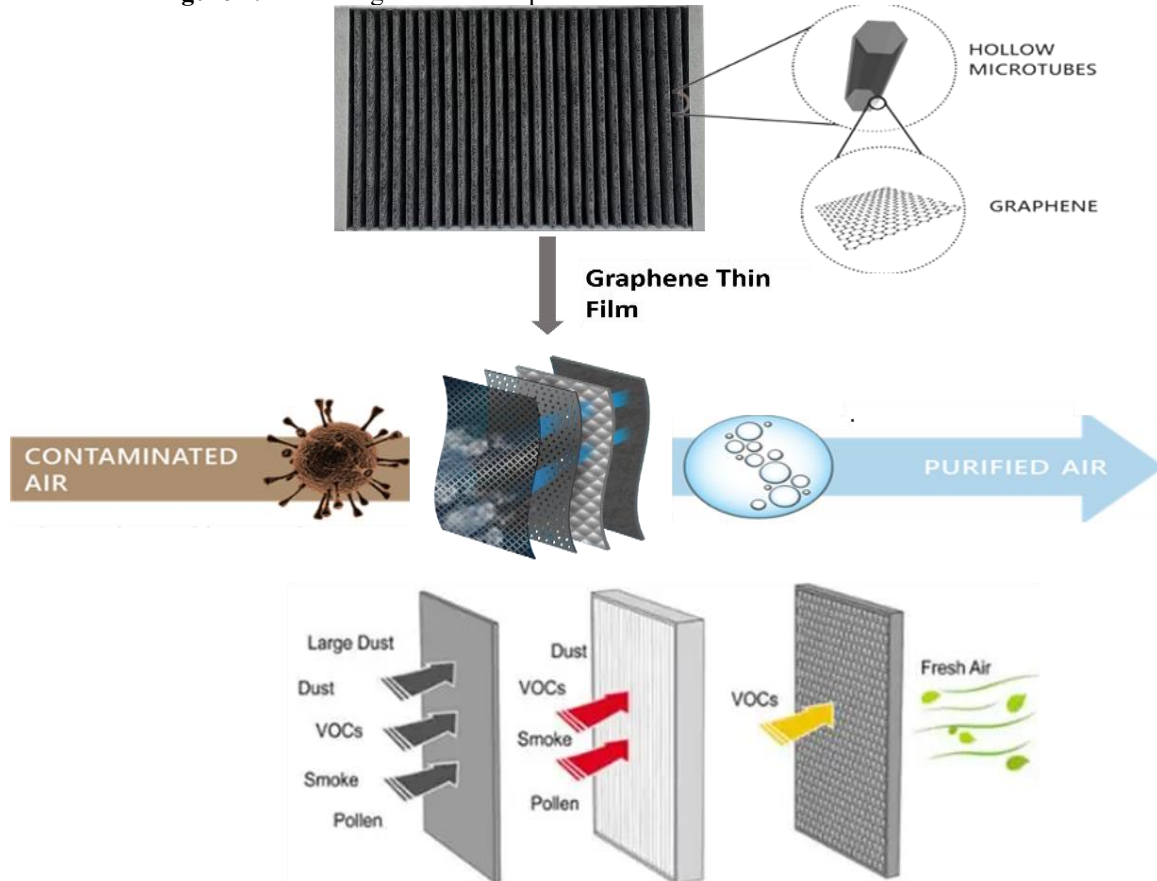 HOLLOW
MICROTUBES
GRAPHENE
Graphene Thin
Film
CONTAMINATED
AIR
PURIFIED AIR
Large Dust
Dust
VOCs
Smoke
Pollen
Dust
VOCs
Smoke
Pollen
VOCs
Fresh Air